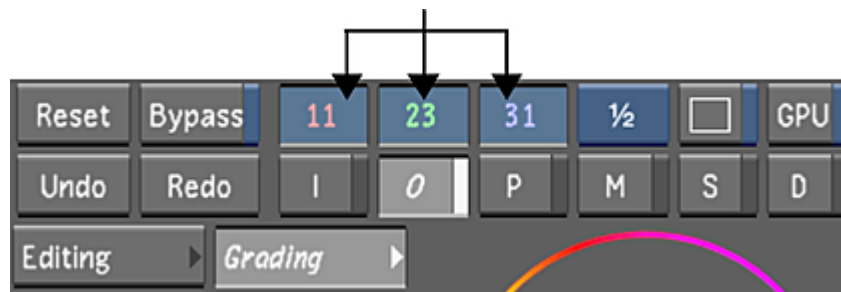 Reset Bypass 11 23 31 ½ GPU
Undo Redo I O P M S D
Editing Grading